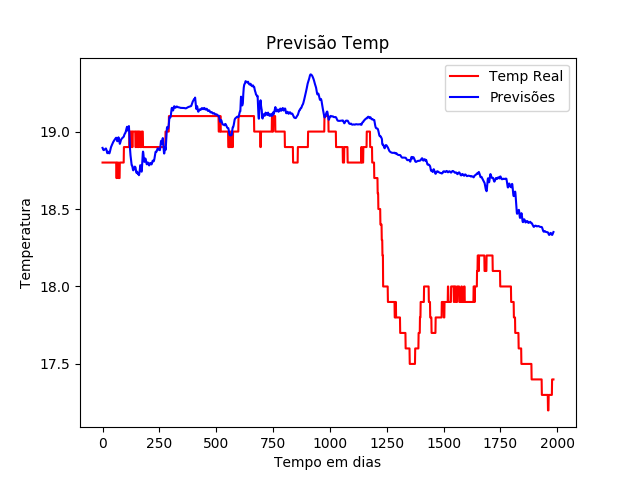 Previsão Temp
Temp Real
Previsões
19.0
18.5
18.0
17.5
Temperatura
0 250 500 750 1000 1250 1500 1750 2000
Tempo em dias